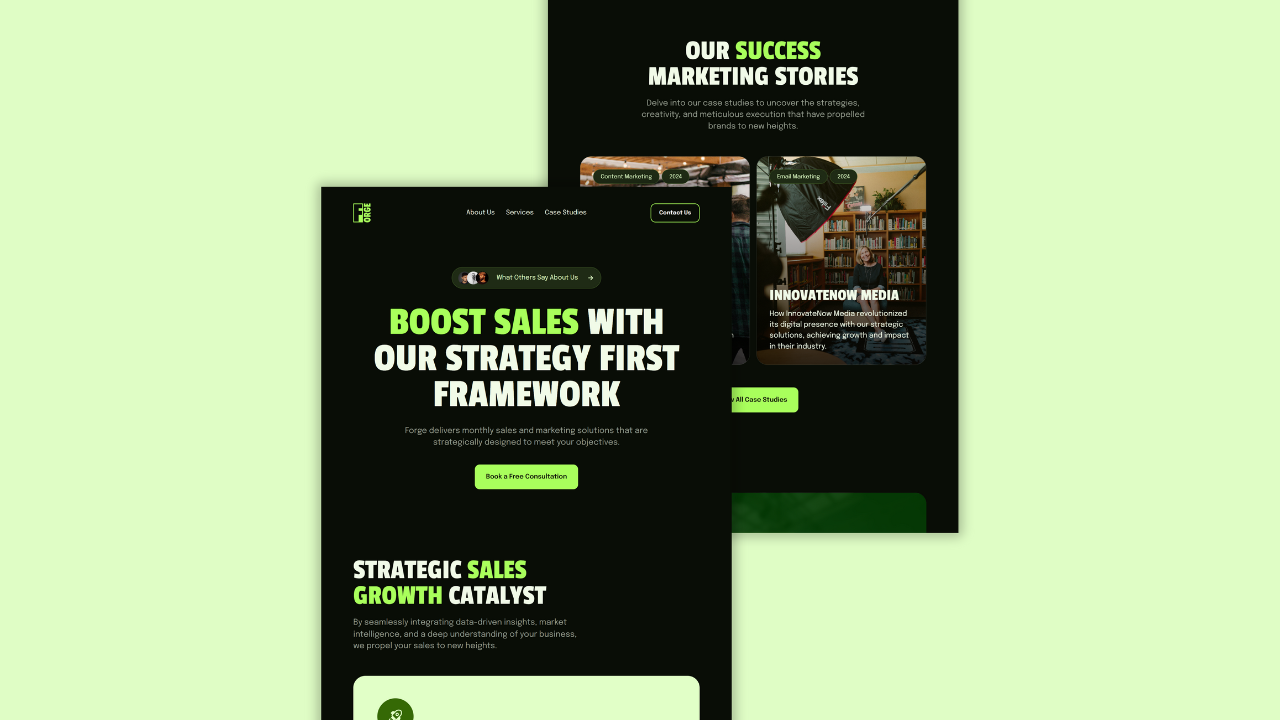 OUR SUCCESS
MARKETING STORIES
Delve into our case studies to uncover the strategies,
creativity, and meticulous execution that have propelled
brands to new heights.
Content Marketing
2024
Email Marketing
2024
INNOVATENOW MEDIA
How InnovateNow Media revolutionized
its digital presence with our strategic
solutions, achieving growth and impact
in their industry.
All Case Studies
ORGE
About Us
Services
Case Studies
Contact Us
What Others Say About Us
BOOST SALES WITH
OUR STRATEGY FIRST
FRAMEWORK
Forge delivers monthly sales and marketing solutions that are
strategically designed to meet your objectives.
Book a Free Consultation
STRATEGIC SALES
GROWTH CATALYST
By seamlessly integrating data-driven insights, market
intelligence, and a deep understanding of your business,
we propel your sales to new heights.